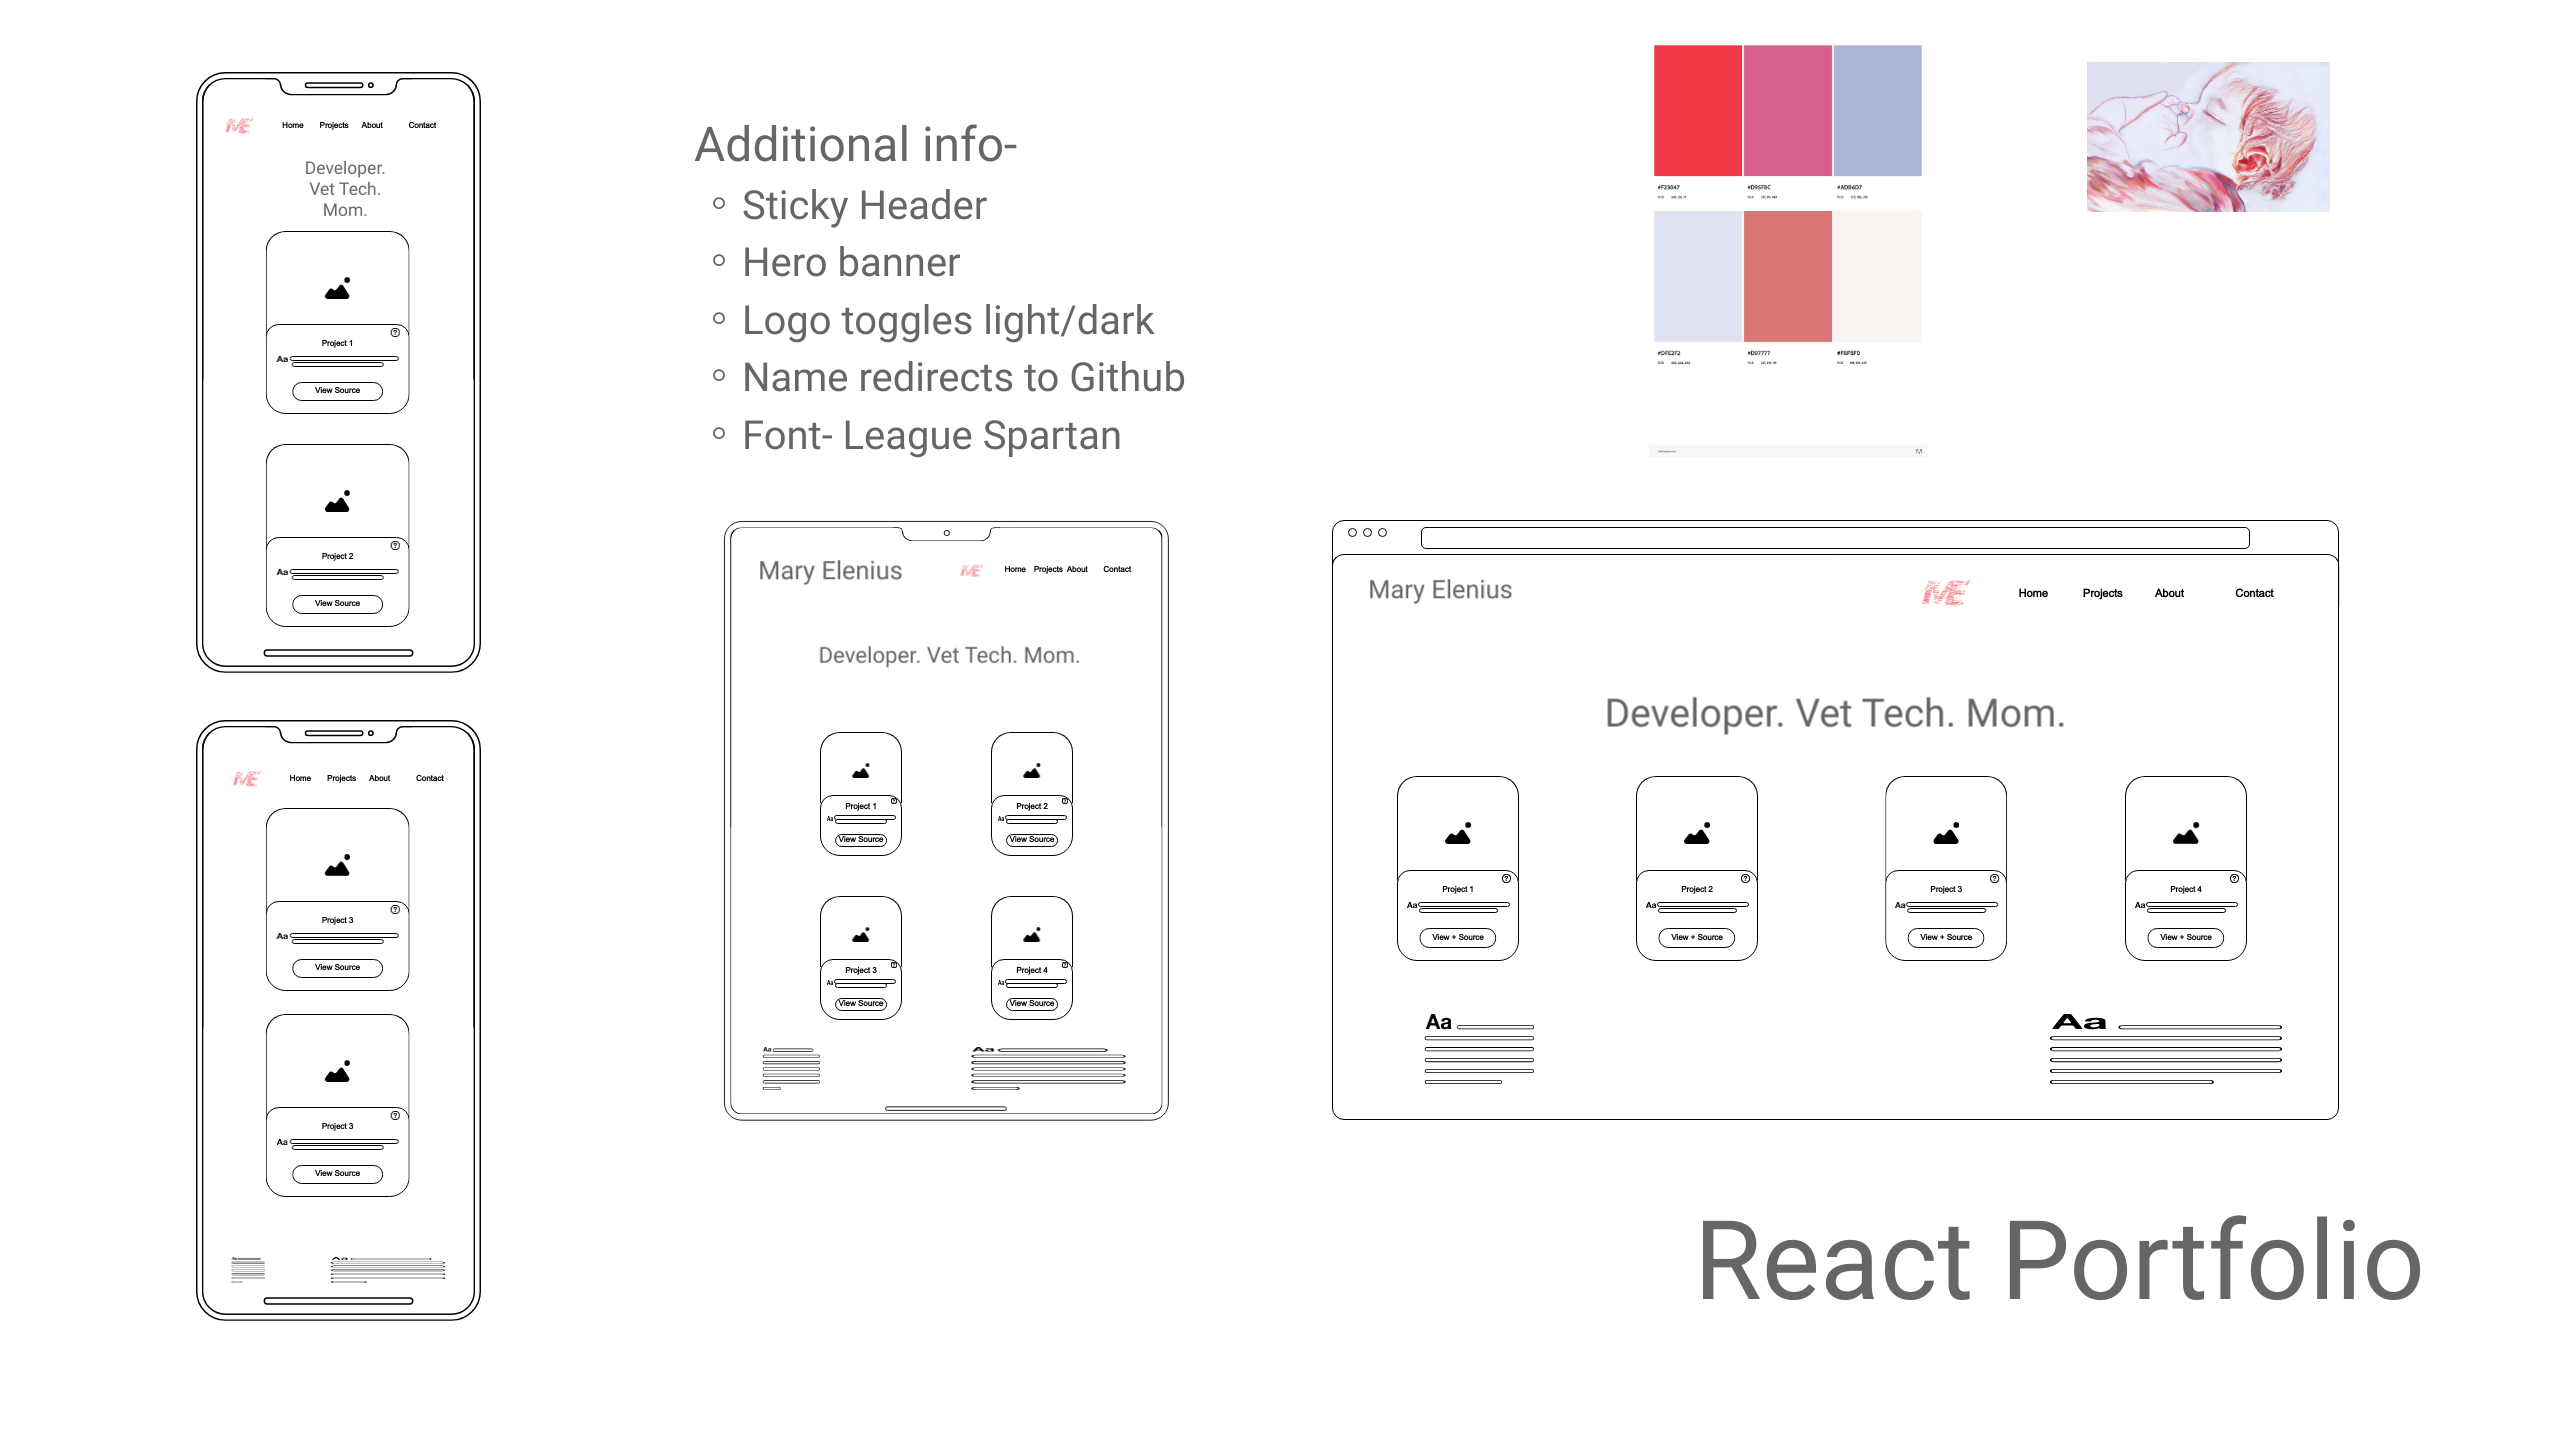 ME
Home Projects About Contact
Developer.
Vet Tech.
Mom.
Project 1
Aa
View Source
Project 2
Aa
View Source
ME
Home Projects About Contact
Project 3
Aa
View Source
Project 3
Aa
View Source
Aa
Aa
Additional info-
Sticky Header
Hero banner
Logo toggles light/dark
Name redirects to Github
Font- League Spartan
#F23847
#D95F8C
#ADB6D7
#DFE2F2
#D97777
#F8F5F0
Mary Elenius
ME
Home Projects About Contact
Developer. Vet Tech. Mom.
Project 1
Aa
View Source
Project 2
Aa
View Source
Project 3
Aa
View Source
Project 4
Aa
View Source
Aa
Aa
Mary Elenius
ME
Home Projects About Contact
Developer. Vet Tech. Mom.
Project 1
Aa
View + Source
Project 2
Aa
View + Source
Project 3
Aa
View + Source
Project 4
Aa
View + Source
Aa
Aa
React Portfolio